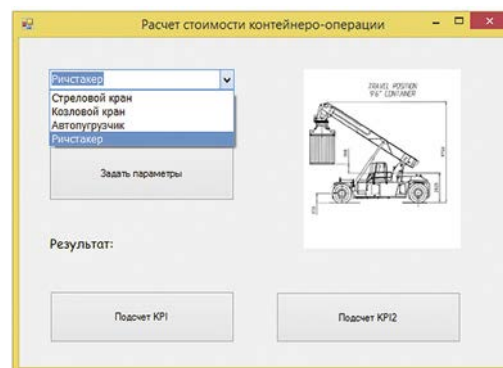 Расчет стоимости контейнеро-операции
Ричстакер
Стреловой кран
Козловой кран
Автопугрузчик
Ричстакер
TRAVEL POSITION
9'6" CONTAINER
Задать параметры
Результат:
Подсчет KPI
Подсчет KPI2